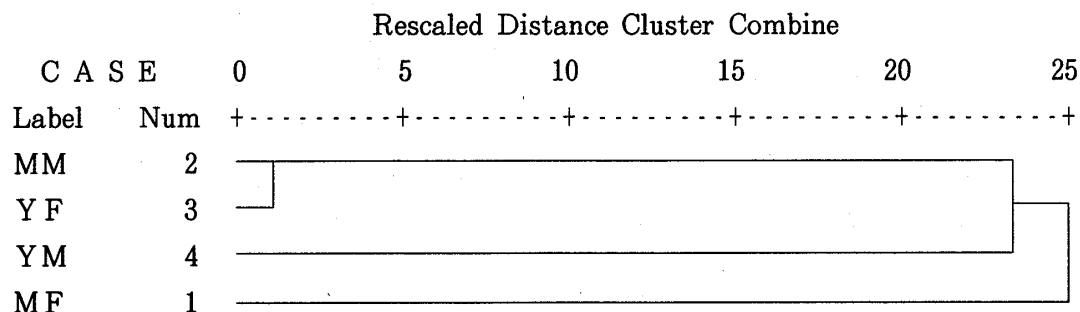 Rescaled Distance Cluster Combine
C A S E 0 5 10 15 20 25
Label Num +---------+---------+---------+---------+---------+
MM 2
YF 3
YM 4
MF 1